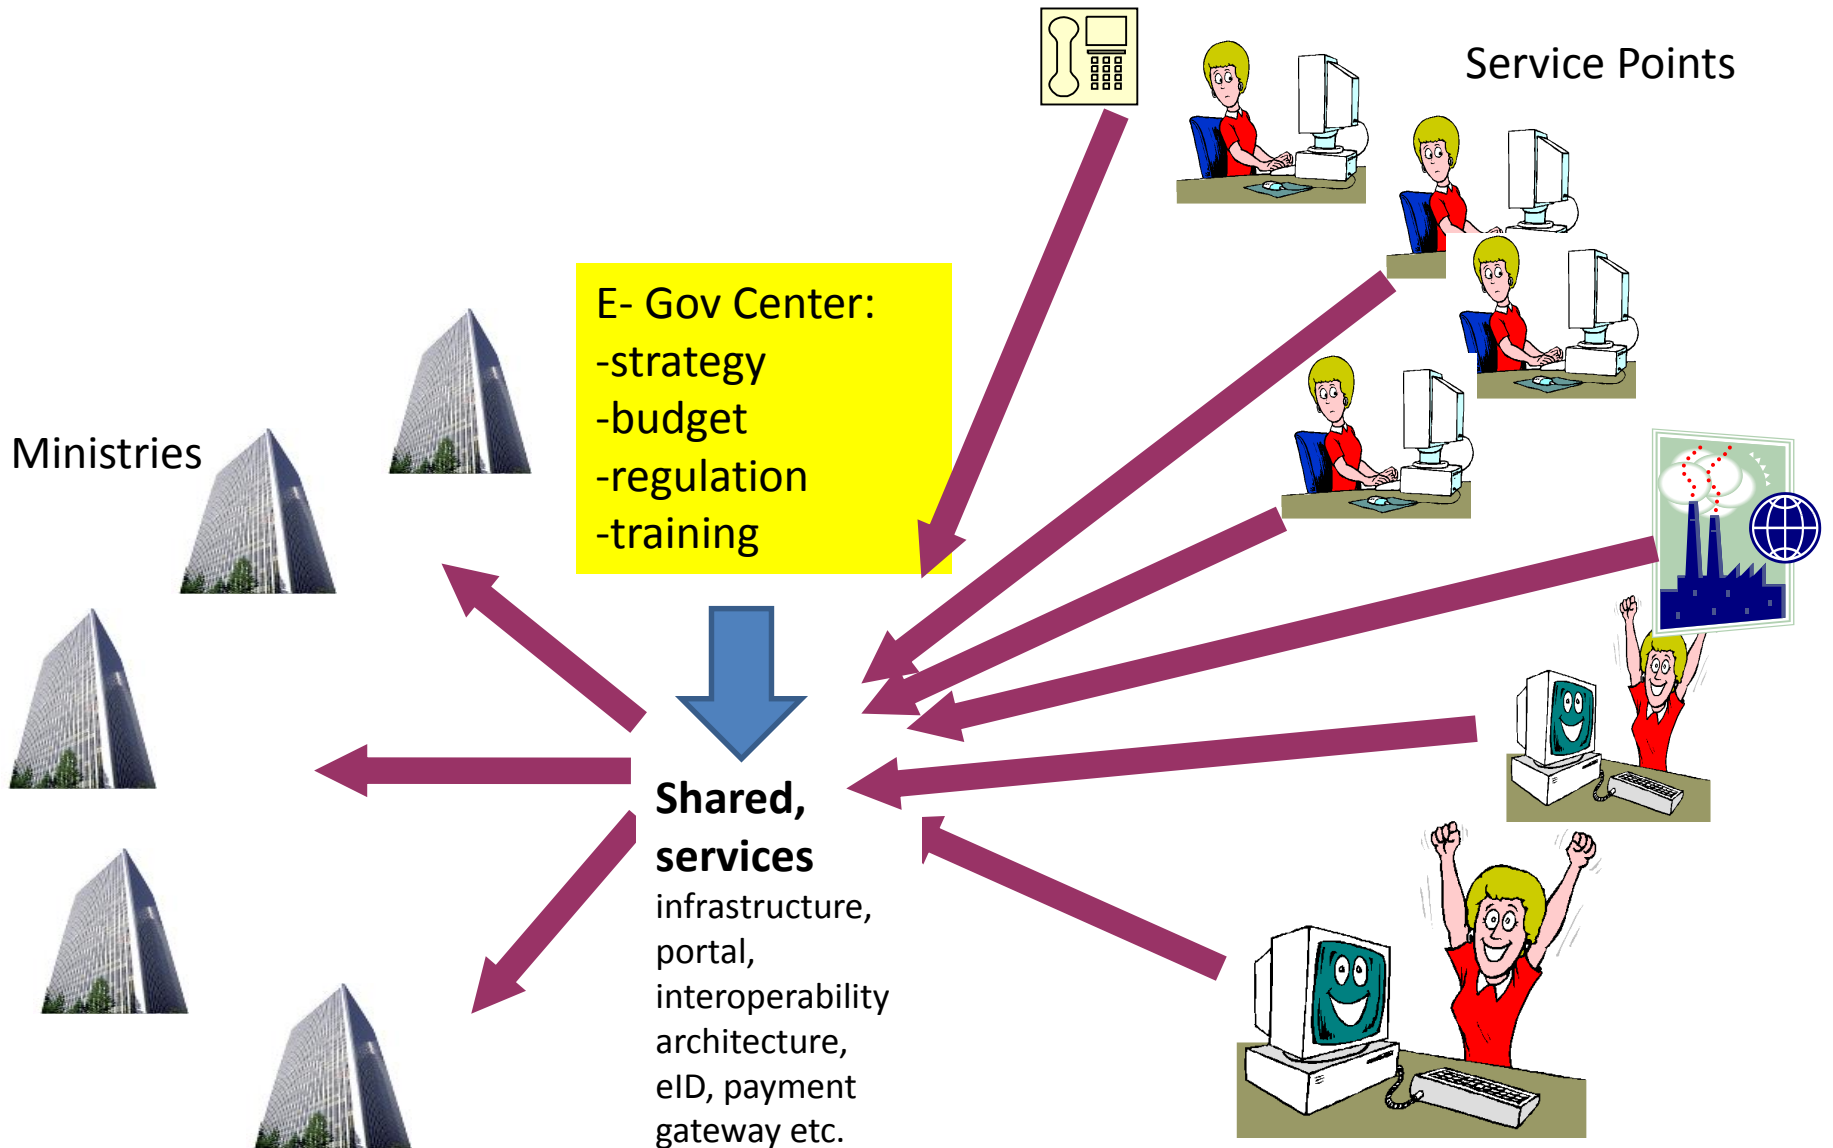 Service Points
E- Gov Center:
-strategy
-budget
-regulation
-training
Ministries
Shared,
services
infrastructure,
portal,
interoperability
architecture,
eID, payment
gateway etc.